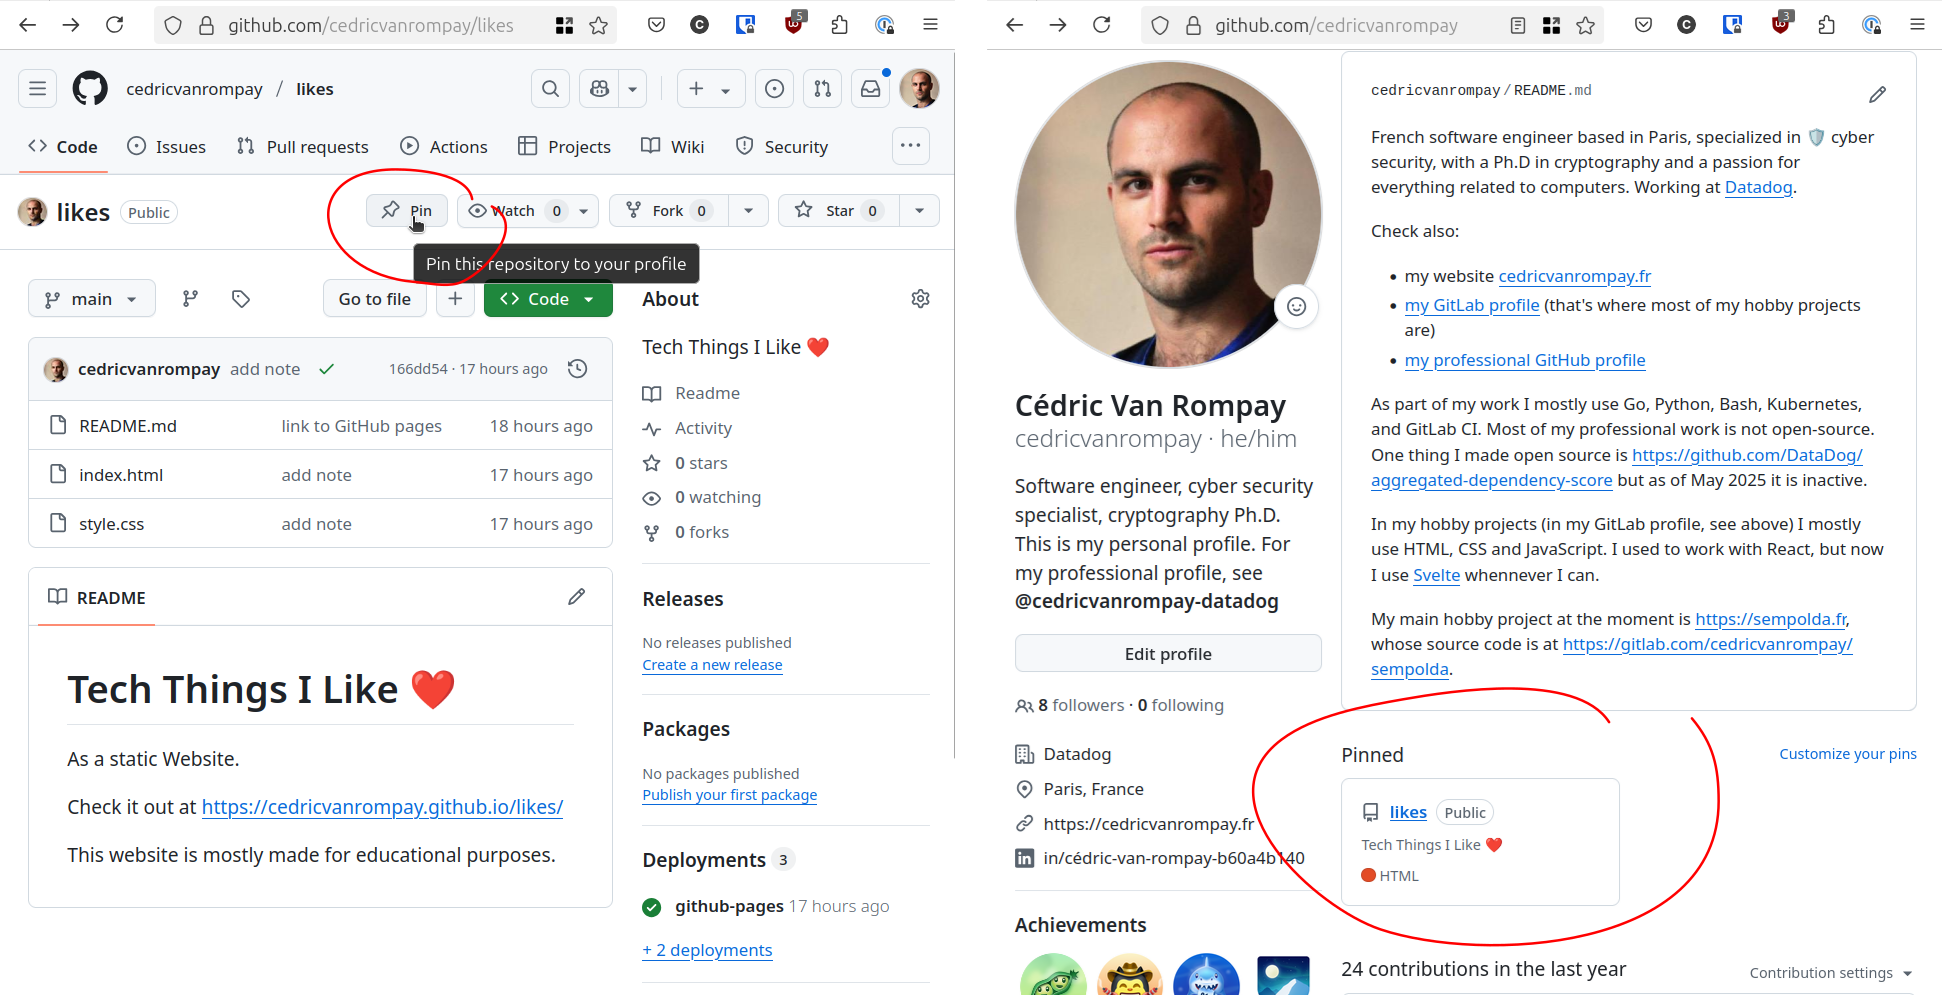 github.com/cedricvanrompay/likes
5
cedricvanrompay / likes
Code
Issues
Pull requests
Actions
Projects
Wiki
Security
likes
Public
Pin
Watch 0
Fork 0
Star 0
Pin this repository to your profile
main
Go to file
Code
cedricvanrompay add note
166dd54 · 17 hours ago
README.md link to GitHub pages 18 hours ago
index.html add note 17 hours ago
style.css add note 17 hours ago
README
Tech Things I Like ❤️
As a static Website.
Check it out at https://cedricvanrompay.github.io/likes/
This website is mostly made for educational purposes.
About
Tech Things I Like ❤️
Readme
Activity
0 stars
0 watching
0 forks
Releases
No releases published
Create a new release
Packages
No packages published
Publish your first package
Deployments 3
github-pages 17 hours ago
+ 2 deployments
github.com/cedricvanrompay
3
Cédric Van Rompay
cedricvanrompay · he/him
Software engineer, cyber security
specialist, cryptography Ph.D.
This is my personal profile. For
my professional profile, see
@cedricvanrompay-datadog
Edit profile
8 followers · 0 following
Datadog
Paris, France
https://cedricvanrompay.fr
in/cédric-van-rompay-b60a4b140
Achievements
cedricvanrompay/README.md
French software engineer based in Paris, specialized in 🛡️ cyber
security, with a Ph.D in cryptography and a passion for
everything related to computers. Working at Datadog.
Check also:
• my website cedricvanrompay.fr
• my GitLab profile (that's where most of my hobby projects
are)
• my professional GitHub profile
As part of my work I mostly use Go, Python, Bash, Kubernetes,
and GitLab CI. Most of my professional work is not open-source.
One thing I made open source is https://github.com/DataDog/
aggregated-dependency-score but as of May 2025 it is inactive.
In my hobby projects (in my GitLab profile, see above) I mostly
use HTML, CSS and JavaScript. I used to work with React, but now
I use Svelte whennever I can.
My main hobby project at the moment is https://sempolda.fr,
whose source code is at https://gitlab.com/cedricvanrompay/
sempolda.
Pinned
Customize your pins
likes Public
Tech Things I Like ❤️
HTML
24 contributions in the last year
Contribution settings